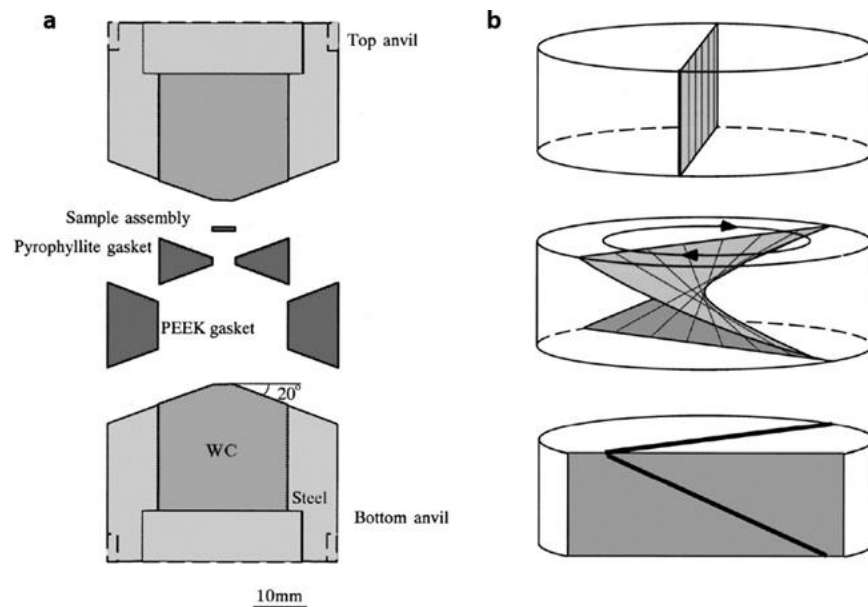 a
Top anvil
Sample assembly
Pyrophyllite gasket
PEEK gasket
20°
WC
Steel
Bottom anvil
10mm
b